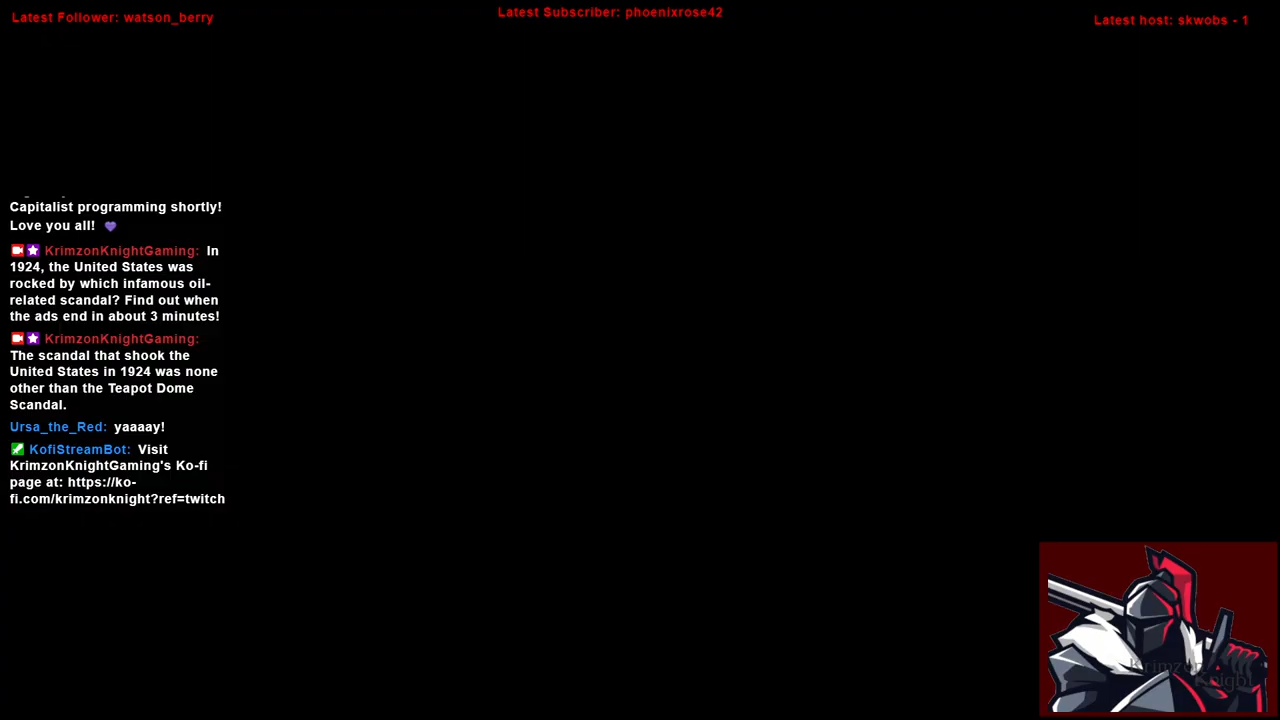 Latest Follower: watson_berry
Latest Subscriber: phoenixrose42
Latest host: skwobs - 1
Capitalist programming shortly!
Love you all!
KrimzonKnightGaming: In
1924, the United States was
rocked by which infamous oil-
related scandal? Find out when
the ads end in about 3 minutes!
KrimzonKnightGaming:
The scandal that shook the
United States in 1924 was none
other than the Teapot Dome
Scandal.
Ursa_the_Red: yaaaay!
KofiStreamBot: Visit
KrimzonKnightGaming's Ko-fi
page at: https://ko-
fi.com/krimzonknight?ref=twitch
Krimzon
Knight